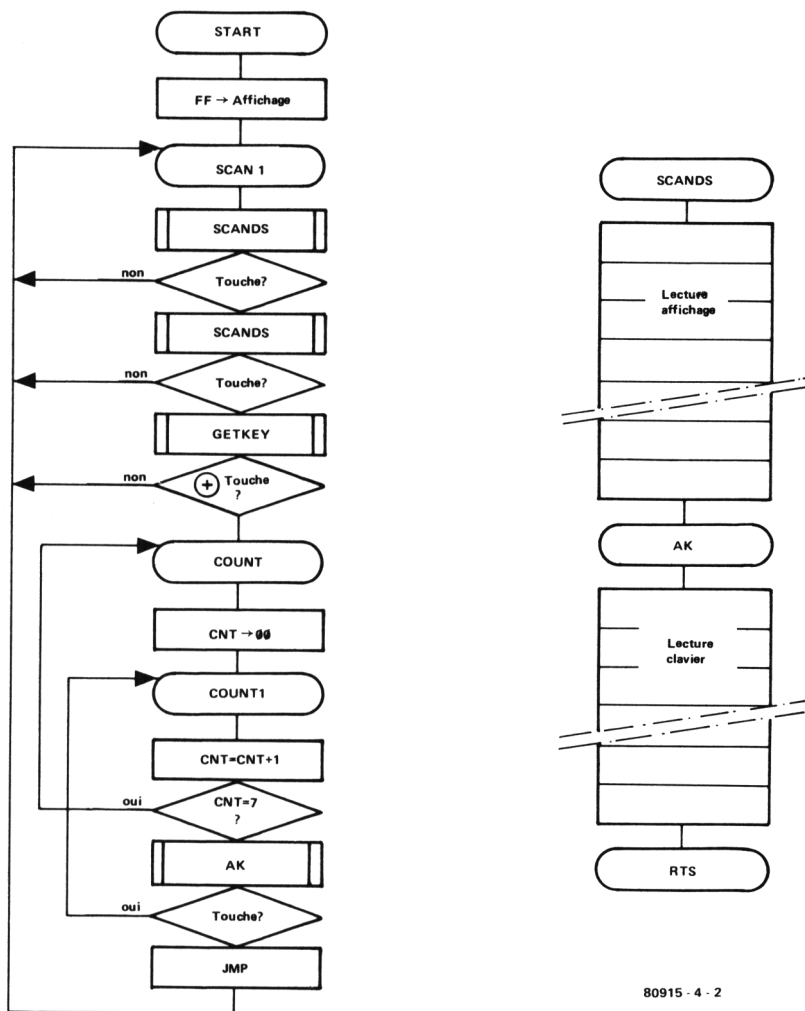 START
FF → Affichage
SCAN 1
SCANDS
non
Touche?
SCANDS
non
Touche?
GETKEY
non
+ Touche
?
COUNT
CNT → ØØ
COUNT1
CNT=CNT+1
oui
CNT=7
?
AK
oui
Touche?
JMP
SCANDS
Lecture
affichage
AK
Lecture
clavier
RTS
80915 - 4 - 2